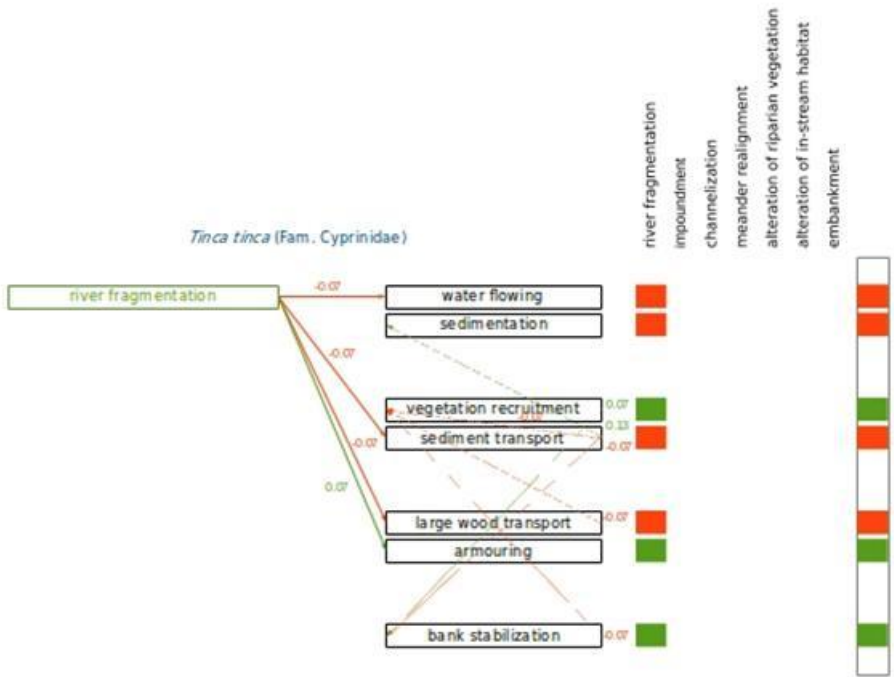 river fragmentation
impoundment
channelization
meander realignment
alteration of riparian vegetation
alteration of in-stream habitat
embankment
Tinca tinca (Fam. Cyprinidae)
river fragmentation
-0.07
water flowing
sedimentation
-0.07
vegetation recruitment
0.07
0.13
sediment transport
-0.07
-0.07
0.07
large wood transport
-0.07
armouring
bank stabilization
-0.07